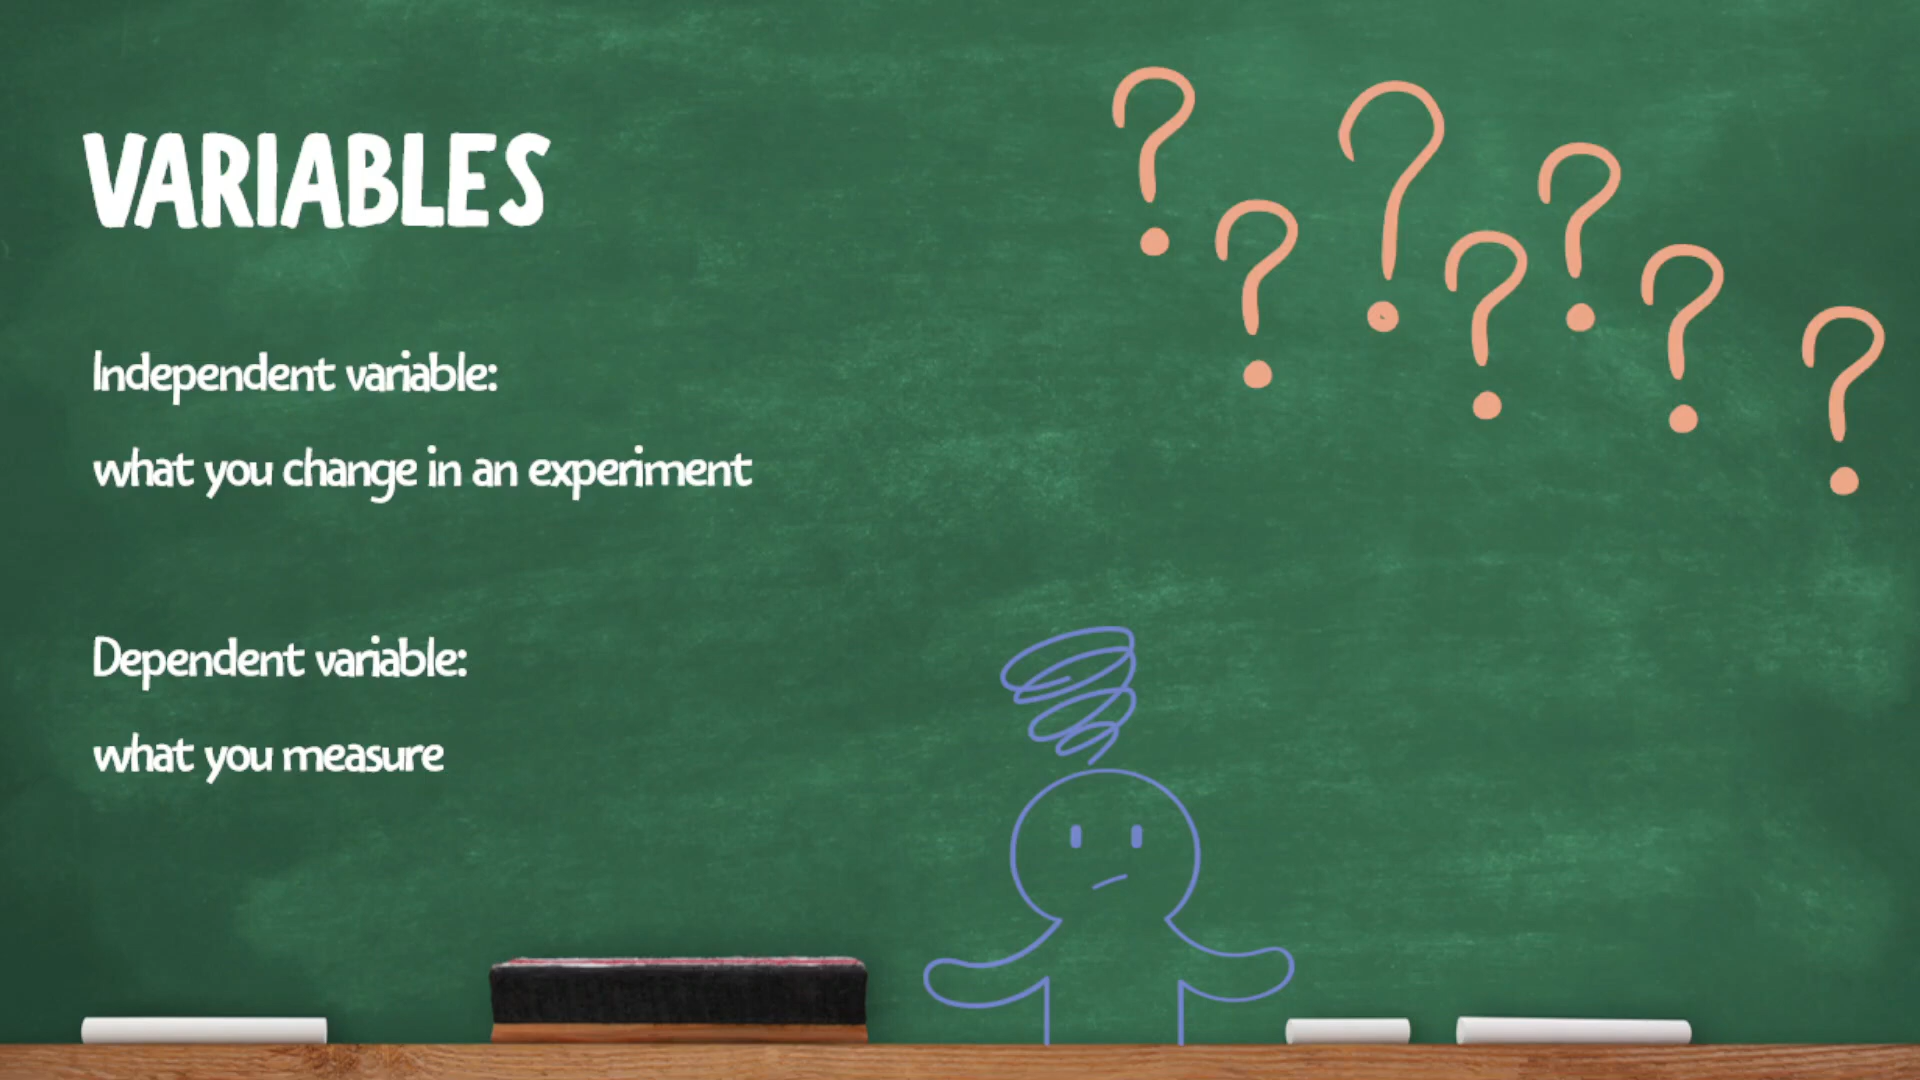 VARIABLES
Independent variable:
what you change in an experiment
Dependent variable:
what you measure
? ? ? ? ? ? ?